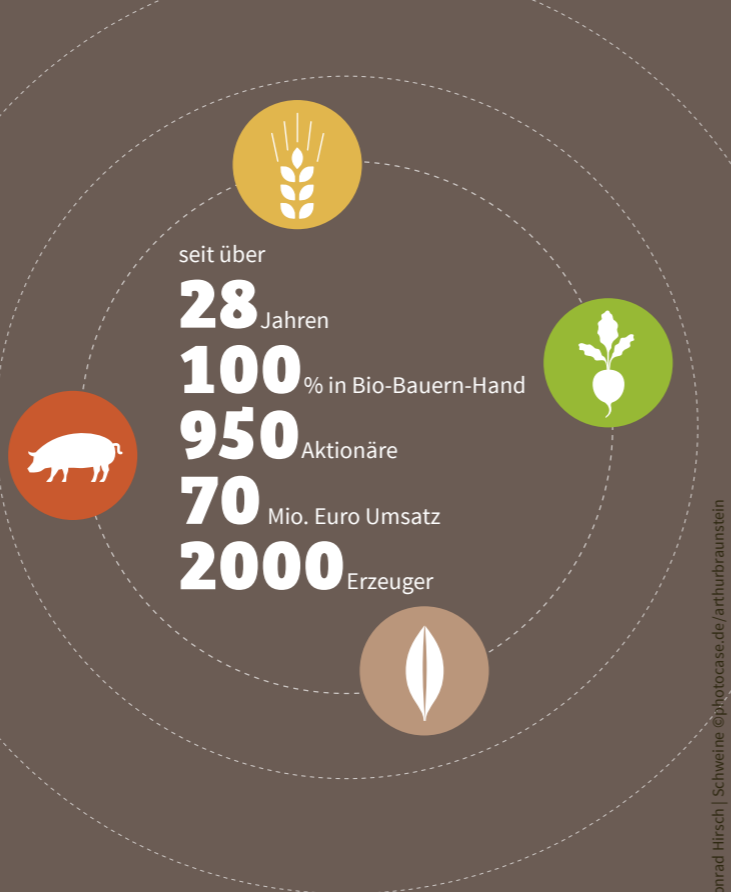 seit über
28 Jahren
100 % in Bio-Bauern-Hand
950 Aktionäre
70 Mio. Euro Umsatz
2000 Erzeuger
Hirsch | Schweine ©photocase.de/arthurbraunstein